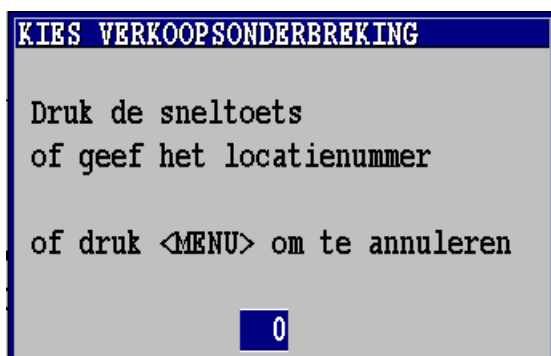 KIES VERKOOPSONDERBREKING
Druk de sneltoets
of geef het locatienummer
of druk <MENU> om te annuleren
0